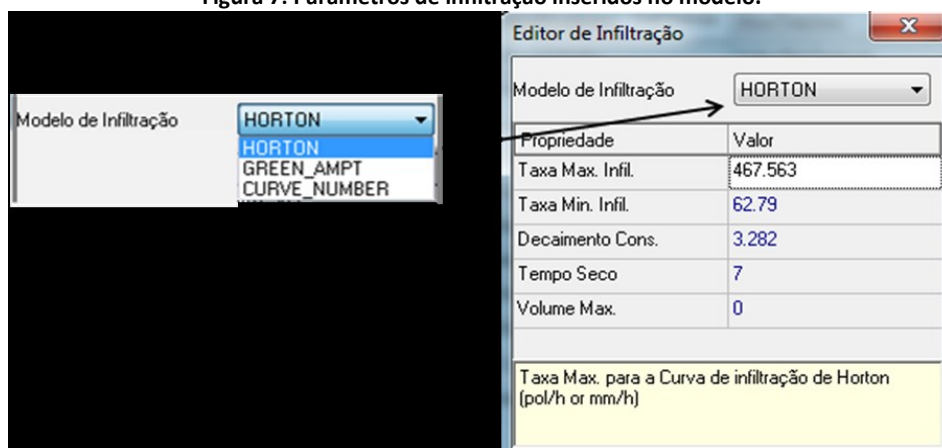 Figura 7. Parâmetros de infiltração inseridos no modelo.
Modelo de Infiltração HORTON
HORTON
GREEN_AMPT
CURVE_NUMBER
Editor de Infiltração
Modelo de Infiltração HORTON
Propriedade Valor
Taxa Max. Infil. 467.563
Taxa Min. Infil. 62.79
Decaimento Cons. 3.282
Tempo Seco 7
Volume Max. 0
Taxa Max. para a Curva de infiltração de Horton
(pol/h or mm/h)